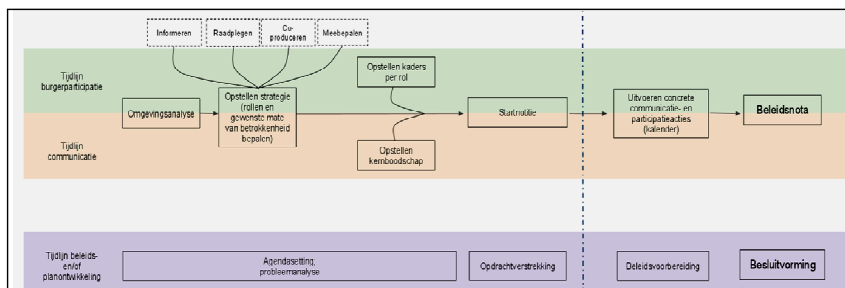 Informeren
Raadplegen
Co-
produceren
Meebepalen
Tijdlijn
burgerparticipatie
Opstellen kaders
per rol
Omgevingsanalyse
Opstellen strategie
(rollen en
gewenste mate
van betrokkenheid
bepalen)
Startnotitie
Uitvoeren concrete
communicatie- en
participatieacties
(kalender)
Beleidsnota
Tijdlijn
communicatie
Opstellen
kernboodschap
Tijdlijn beleids-
en/of
planontwikkeling
Agendasetting;
probleemanalyse
Opdrachtverstrekking
Beleidsvoorbereiding
Besluitvorming